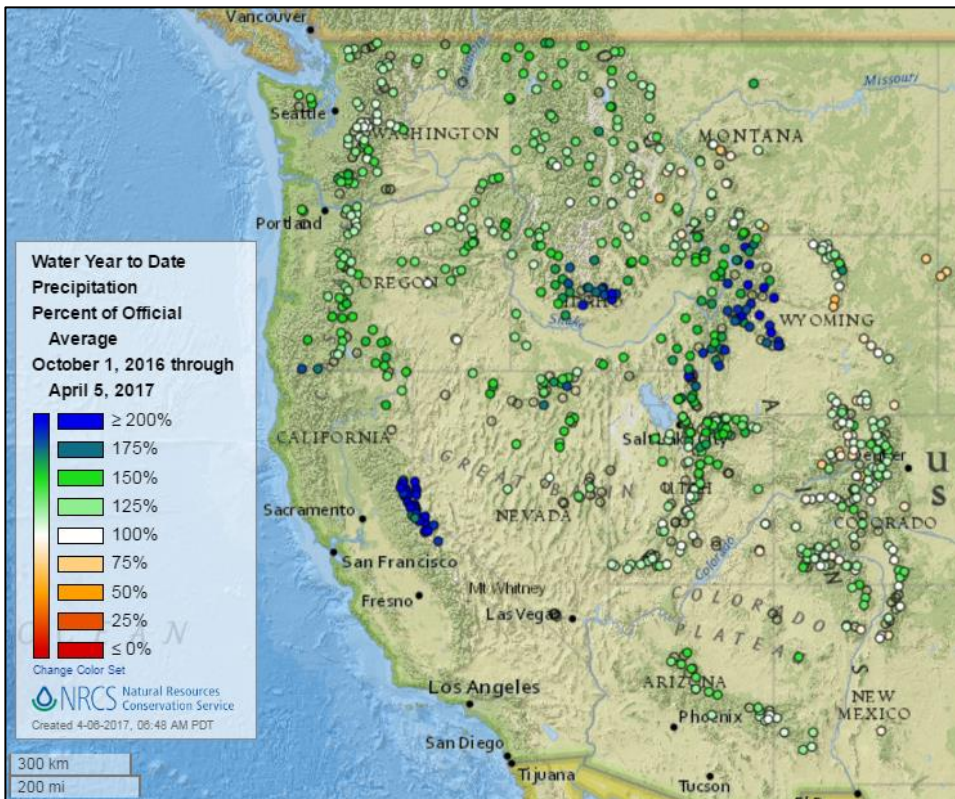 Vancouver
Missouri
Seattle
WASHINGTON
MONTANA
Portland
OREGON
IDAHO
Snake
WYOMING
Water Year to Date
Precipitation
Percent of Official
Average
October 1, 2016 through
April 5, 2017
≥ 200%
175%
150%
125%
100%
75%
50%
25%
≤ 0%
Change Color Set
NRCS Natural Resources
Conservation Service
Created 4-06-2017, 06:48 AM PDT
CALIFORNIA
Salt Lake City
GREAT BASIN
UTAH
NEVADA
U
S
COLORADO
Sacramento
San Francisco
Colorado
Mt Whitney
Fresno
Las Vegas
COLORADO
PLATEAU
ARIZONA
Los Angeles
Phoenix
NEW
MEXICO
San Diego
Tijuana
Tucson
300 km
200 mi